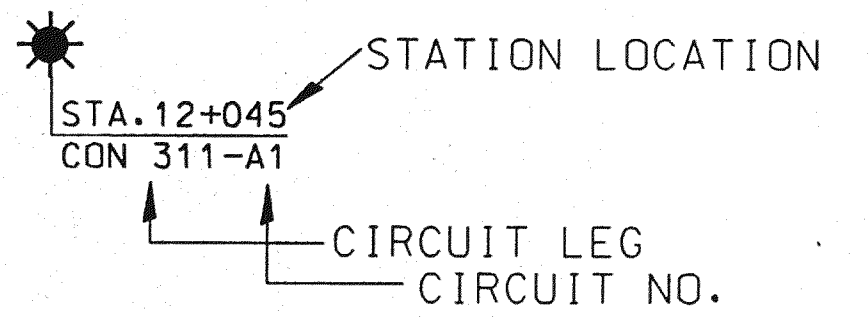 STATION LOCATION
STA.12+045
CON 311-A1
CIRCUIT LEG
CIRCUIT NO.